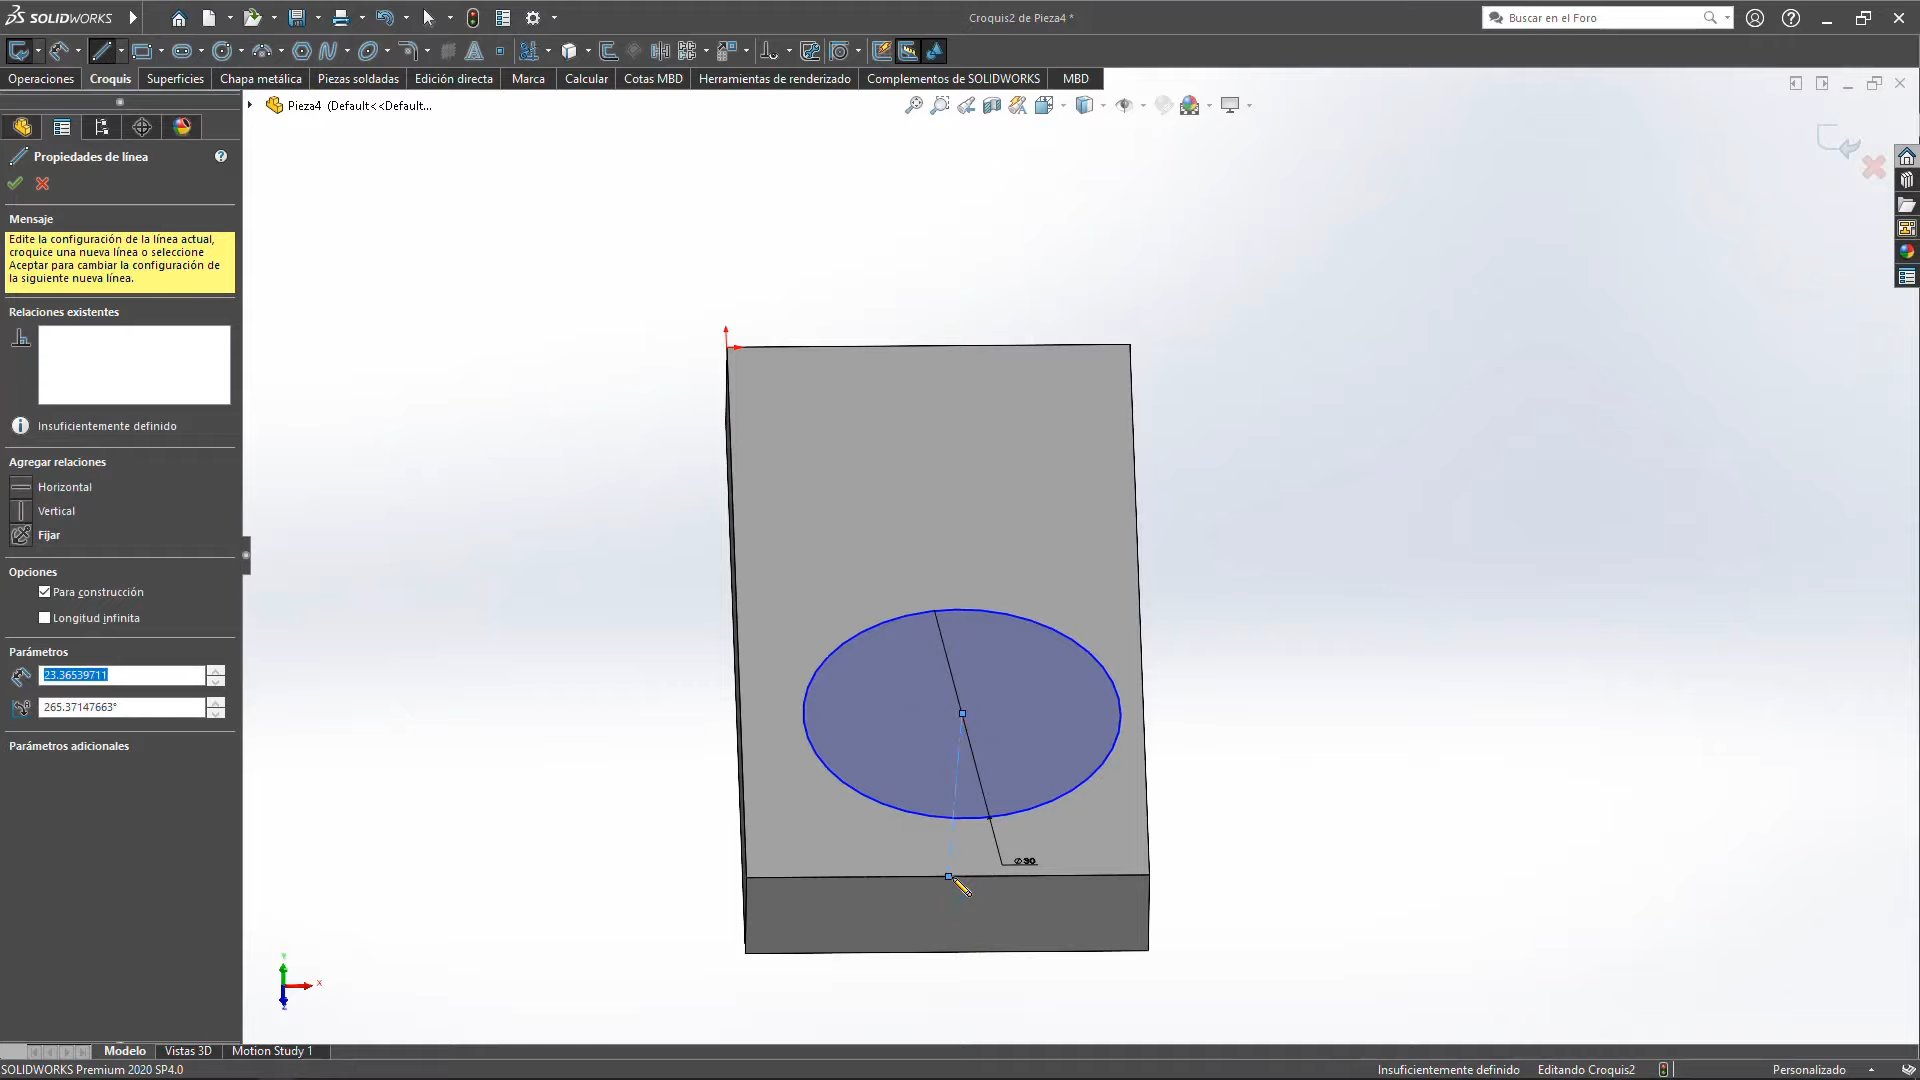 SOLIDWORKS
Croquis2 de Pieza4 *
Buscar en el Foro
Operaciones
Croquis
Superficies
Chapa metálica
Piezas soldadas
Edición directa
Marca
Calcular
Cotas MBD
Herramientas de renderizado
Complementos de SOLIDWORKS
MBD
Pieza4 (Default<<Default...
Propiedades de línea
Mensaje
Edite la configuración de la línea actual,
croquice una nueva línea o seleccione
Aceptar para cambiar la configuración de
la siguiente nueva línea.
Relaciones existentes
Insuficientemente definido
Agregar relaciones
Horizontal
Vertical
Fijar
Opciones
Para construcción
Longitud infinita
Parámetros
23.36539711
265.37147663°
Parámetros adicionales
Ø30
Y
X
Z
Modelo
Vistas 3D
Motion Study 1
SOLIDWORKS Premium 2020 SP4.0
Insuficientemente definido
Editando Croquis2
Personalizado